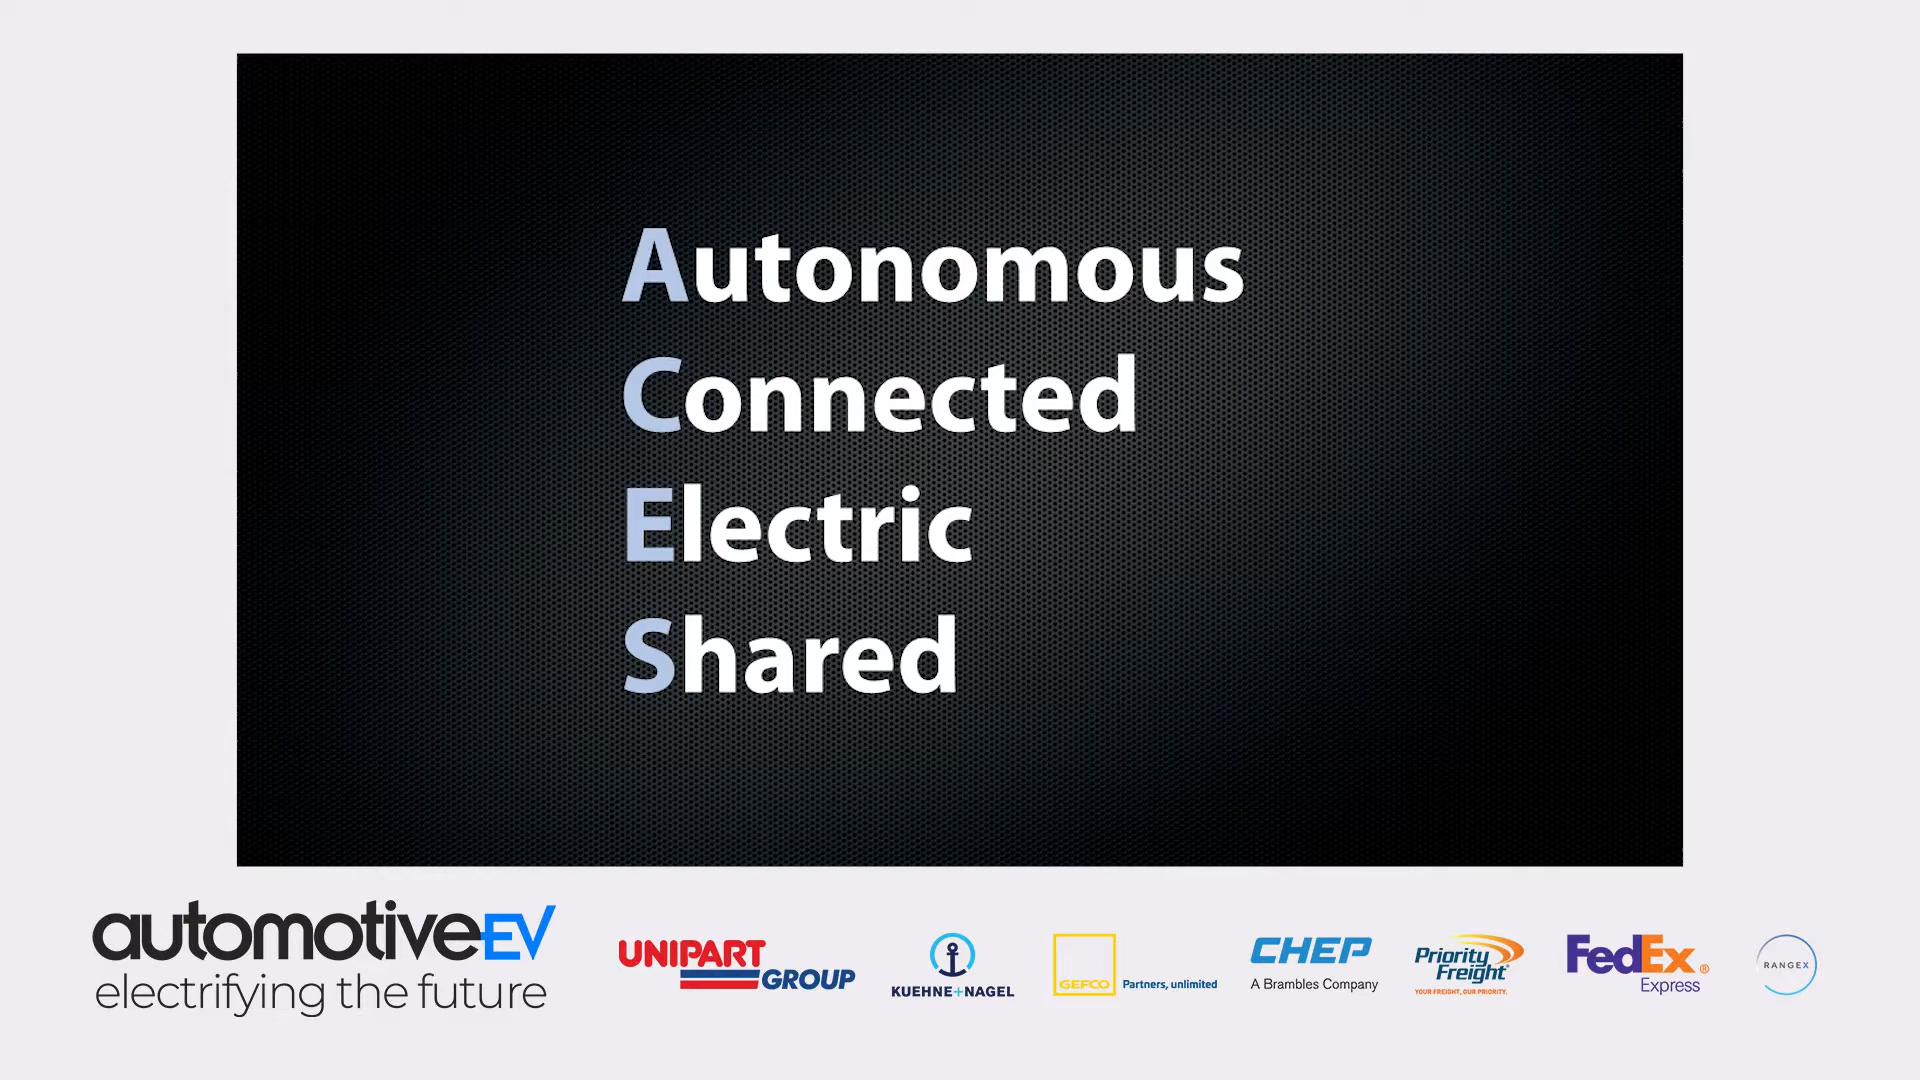 Autonomous
Connected
Electric
Shared
automotiveEV
electrifying the future
UNIPART
GROUP
KUEHNE+NAGEL
GEFCO
Partners, unlimited
CHEP
A Brambles Company
Priority
Freight
YOUR FREIGHT, OUR PRIORITY.
FedEx®
Express
RANGEX